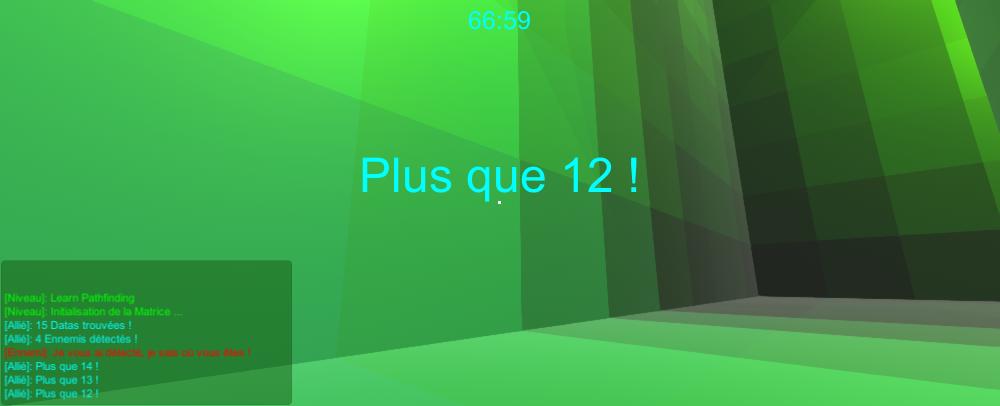 66:59
Plus que 12 !
[Niveau]: Learn Pathfinding
[Niveau]: Initialisation de la Matrice ...
[Allié]: 15 Datas trouvées !
[Allié]: 4 Ennemis détectés !
[Ennemi]: Je vous ai détecté, je sais où vous êtes !
[Allié]: Plus que 14 !
[Allié]: Plus que 13 !
[Allié]: Plus que 12 !